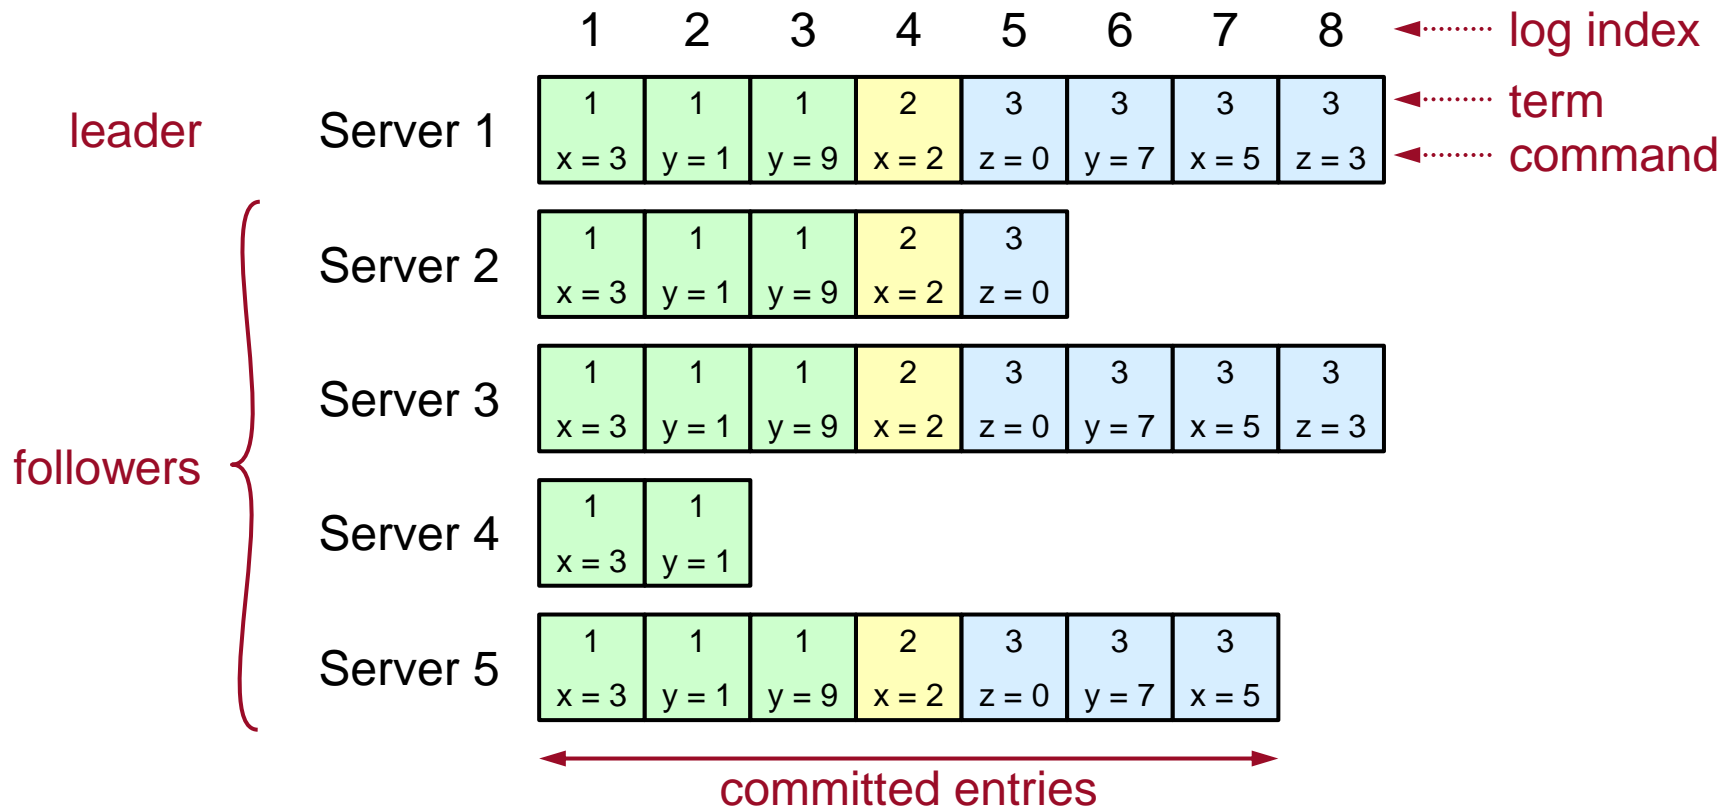 1 2 3 4 5 6 7 8 log index
leader Server 1
1 1 1 2 3 3 3 3 term
x = 3 y = 1 y = 9 x = 2 z = 0 y = 7 x = 5 z = 3 command
followers
Server 2
1 1 1 2 3
x = 3 y = 1 y = 9 x = 2 z = 0
Server 3
1 1 1 2 3 3 3 3
x = 3 y = 1 y = 9 x = 2 z = 0 y = 7 x = 5 z = 3
Server 4
1 1
x = 3 y = 1
Server 5
1 1 1 2 3 3 3
x = 3 y = 1 y = 9 x = 2 z = 0 y = 7 x = 5
committed entries